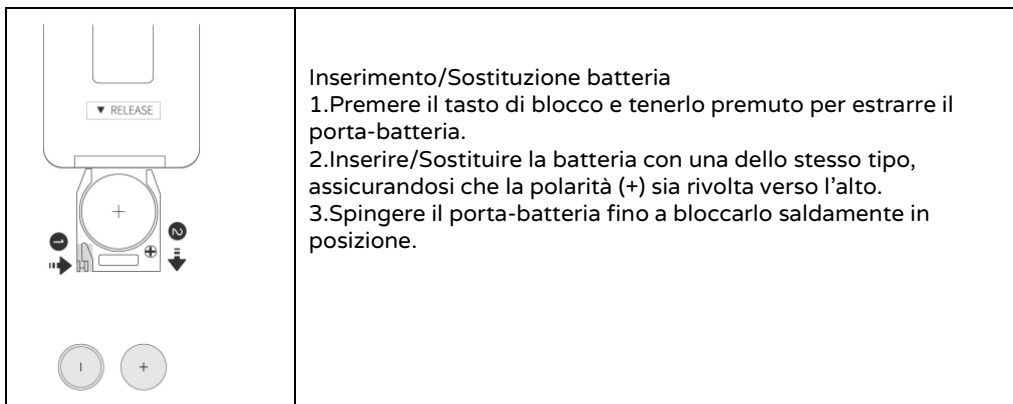 ▼ RELEASE
+
1
2
− +
Inserimento/Sostituzione batteria
1.Premere il tasto di blocco e tenerlo premuto per estrarre il
porta-batteria.
2.Inserire/Sostituire la batteria con una dello stesso tipo,
assicurandosi che la polarità (+) sia rivolta verso l’alto.
3.Spingere il porta-batteria fino a bloccarlo saldamente in
posizione.